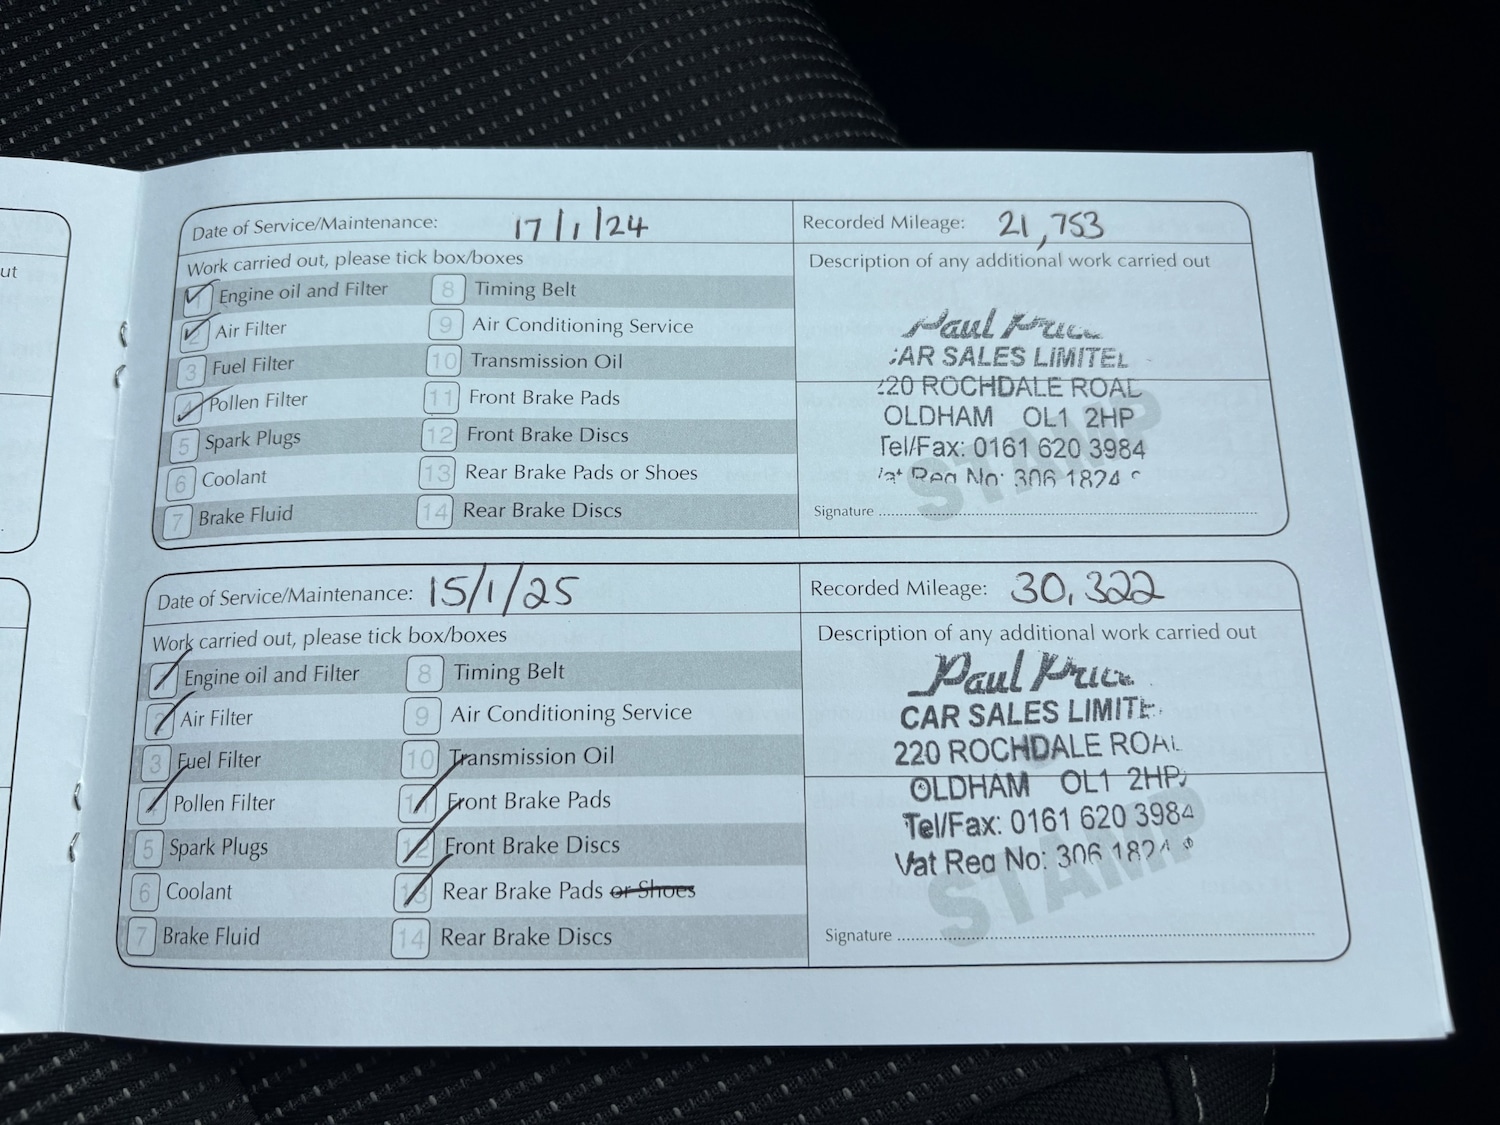 ut
Date of Service/Maintenance: 17/1/24 Recorded Mileage: 21,753
Work carried out, please tick box/boxes Description of any additional work carried out
1 Engine oil and Filter 8 Timing Belt
2 Air Filter 9 Air Conditioning Service
3 Fuel Filter 10 Transmission Oil
4 Pollen Filter 11 Front Brake Pads
5 Spark Plugs 12 Front Brake Discs
6 Coolant 13 Rear Brake Pads or Shoes
7 Brake Fluid 14 Rear Brake Discs
Paul Price
CAR SALES LIMITED
220 ROCHDALE ROAD
OLDHAM OL1 2HP
Tel/Fax: 0161 620 3984
Vat Reg No: 306 1824
STAMP
Signature
Date of Service/Maintenance: 15/1/25 Recorded Mileage: 30,322
Work carried out, please tick box/boxes Description of any additional work carried out
1 Engine oil and Filter 8 Timing Belt
2 Air Filter 9 Air Conditioning Service
3 Fuel Filter 10 Transmission Oil
4 Pollen Filter 11 Front Brake Pads
5 Spark Plugs 12 Front Brake Discs
6 Coolant 13 Rear Brake Pads or Shoes
7 Brake Fluid 14 Rear Brake Discs
Paul Price
CAR SALES LIMITED
220 ROCHDALE ROAD
OLDHAM OL1 2HP
Tel/Fax: 0161 620 3984
Vat Reg No: 306 1824
STAMP
Signature